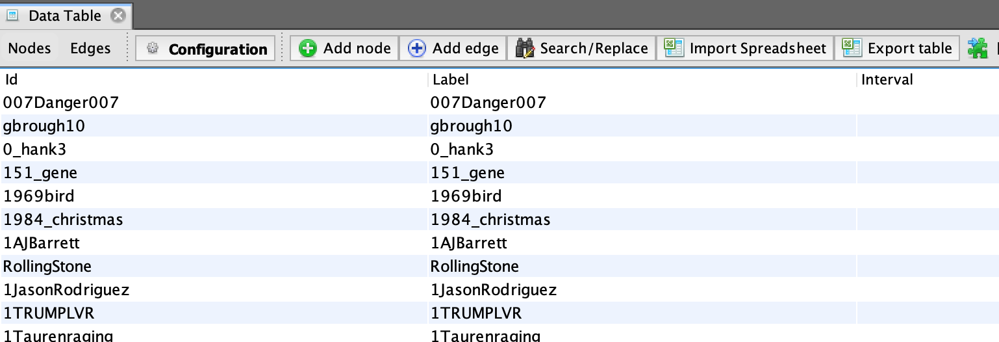 Data Table
Nodes Edges Configuration Add node Add edge Search/Replace Import Spreadsheet Export table
Id Label Interval
007Danger007 007Danger007
gbrough10 gbrough10
0_hank3 0_hank3
151_gene 151_gene
1969bird 1969bird
1984_christmas 1984_christmas
1AJBarrett 1AJBarrett
RollingStone RollingStone
1JasonRodriguez 1JasonRodriguez
1TRUMPLVR 1TRUMPLVR
1Taurenraging 1Taurenraging